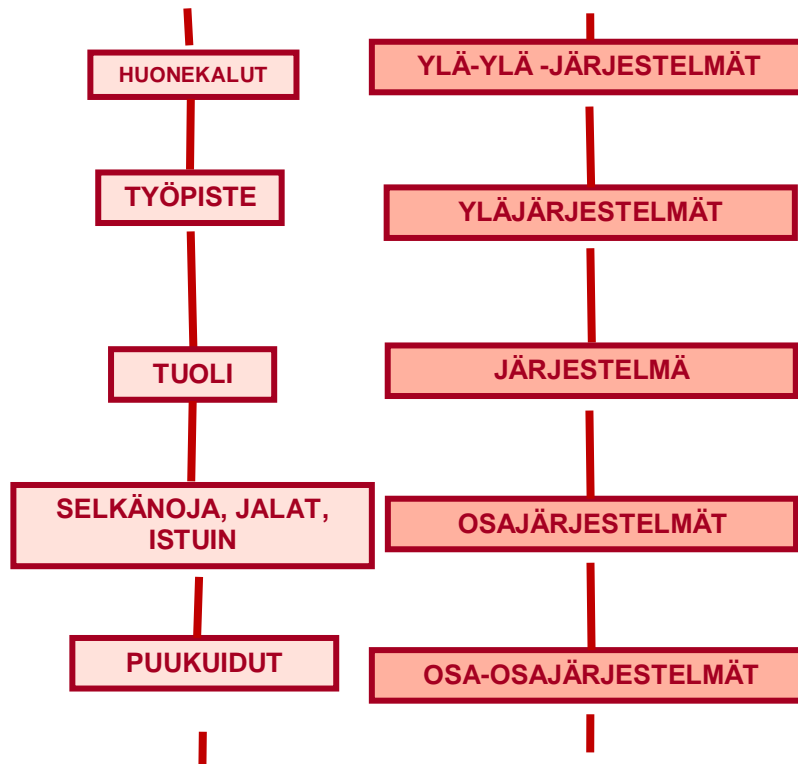 HUONEKALUT
YLÄ-YLÄ -JÄRJESTELMÄT
TYÖPISTE
YLÄJÄRJESTELMÄT
TUOLI
JÄRJESTELMÄ
SELKÄNOJA, JALAT,
ISTUIN
OSAJÄRJESTELMÄT
PUUKUIDUT
OSA-OSAJÄRJESTELMÄT